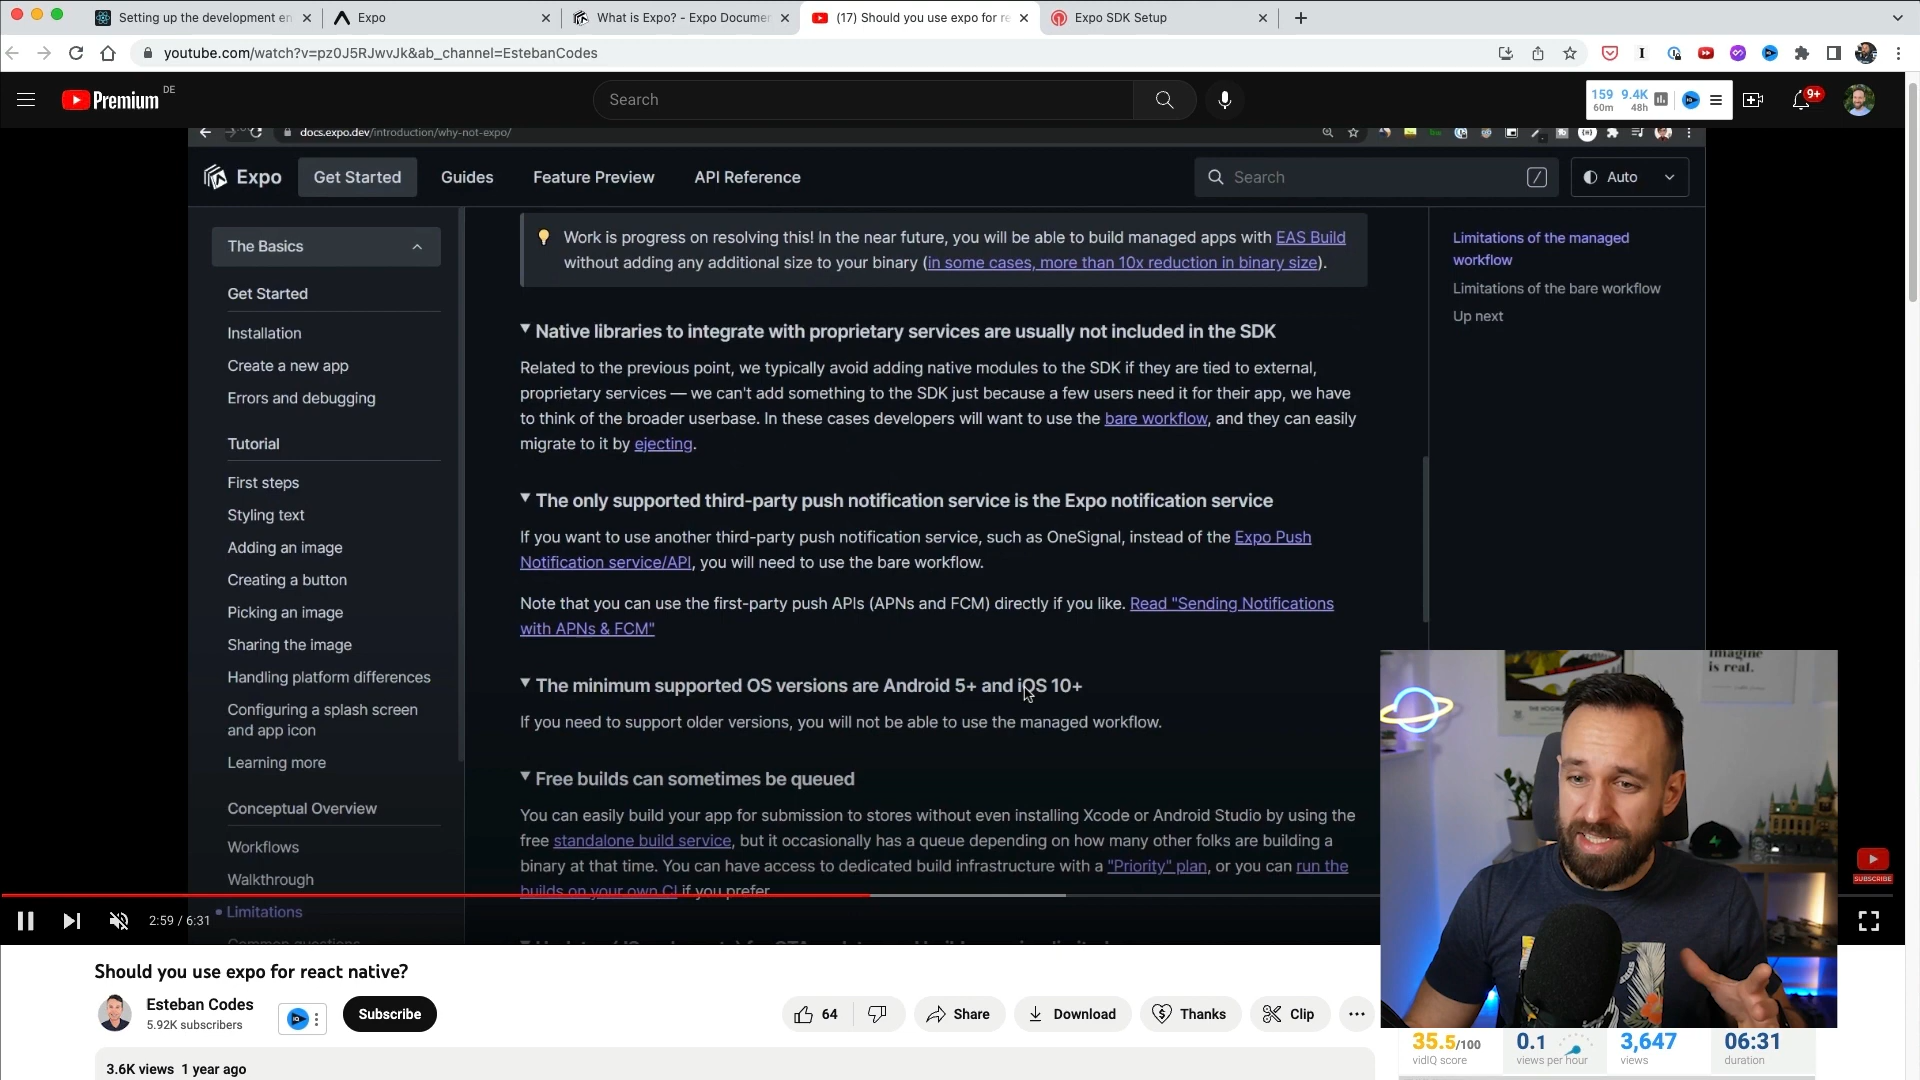 Setting up the development en
Expo
What is Expo? - Expo Documen
(17) Should you use expo for re
Expo SDK Setup
youtube.com/watch?v=pz0J5RJwvJk&ab_channel=EstebanCodes
Premium
DE
Search
159 9.4K
60m 48h
9+
docs.expo.dev/introduction/why-not-expo/
Expo
Get Started
Guides
Feature Preview
API Reference
Search
/
Auto
The Basics
Get Started
Installation
Create a new app
Errors and debugging
Tutorial
First steps
Styling text
Adding an image
Creating a button
Picking an image
Sharing the image
Handling platform differences
Configuring a splash screen
and app icon
Learning more
Conceptual Overview
Workflows
Walkthrough
Limitations
Common questions
Work is progress on resolving this! In the near future, you will be able to build managed apps with EAS Build
without adding any additional size to your binary (in some cases, more than 10x reduction in binary size).
Native libraries to integrate with proprietary services are usually not included in the SDK
Related to the previous point, we typically avoid adding native modules to the SDK if they are tied to external,
proprietary services — we can't add something to the SDK just because a few users need it for their app, we have
to think of the broader userbase. In these cases developers will want to use the bare workflow, and they can easily
migrate to it by ejecting.
The only supported third-party push notification service is the Expo notification service
If you want to use another third-party push notification service, such as OneSignal, instead of the Expo Push
Notification service/API, you will need to use the bare workflow.
Note that you can use the first-party push APIs (APNs and FCM) directly if you like. Read "Sending Notifications
with APNs & FCM"
The minimum supported OS versions are Android 5+ and iOS 10+
If you need to support older versions, you will not be able to use the managed workflow.
Free builds can sometimes be queued
You can easily build your app for submission to stores without even installing Xcode or Android Studio by using the
free standalone build service, but it occasionally has a queue depending on how many other folks are building a
binary at that time. You can have access to dedicated build infrastructure with a "Priority" plan, or you can run the
builds on your own CI if you prefer.
Limitations of the managed
workflow
Limitations of the bare workflow
Up next
imagine
is real.
SUBSCRIBE
2:59 / 6:31
Should you use expo for react native?
Esteban Codes
5.92K subscribers
Subscribe
64
Share
Download
Thanks
Clip
3.6K views 1 year ago
35.5/100
vidIQ score
0.1
views per hour
3,647
views
06:31
duration